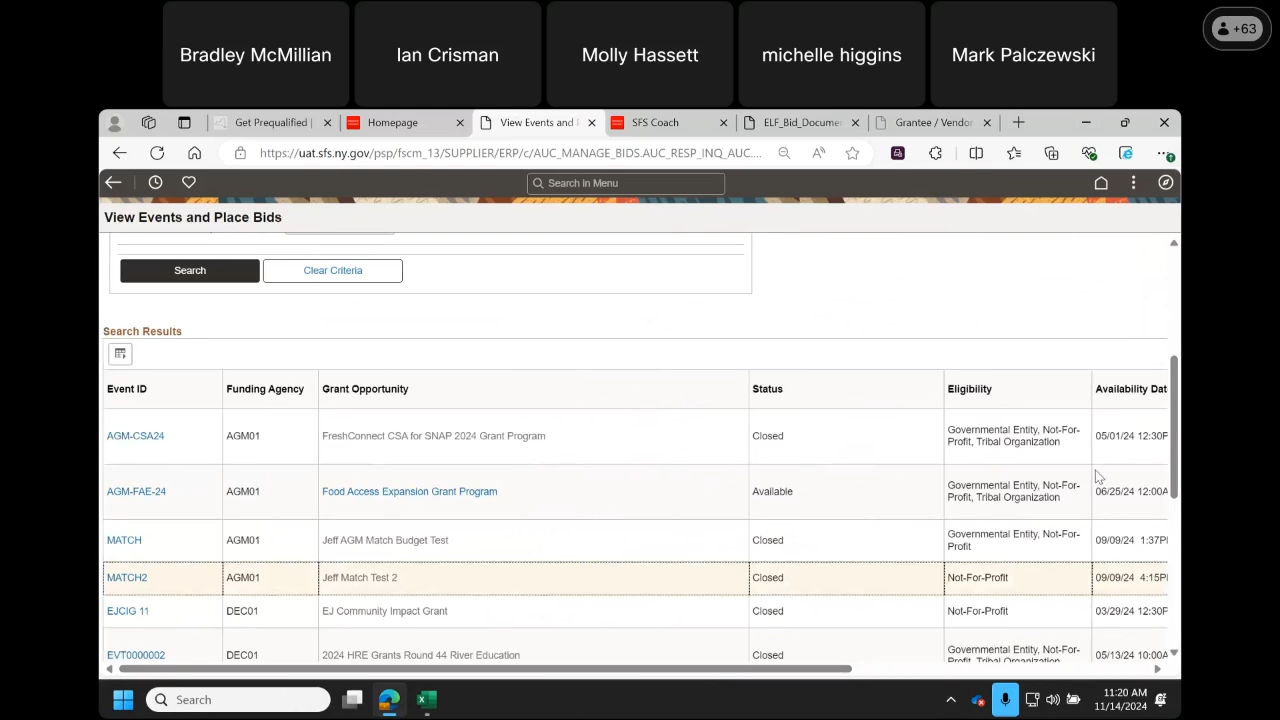 Bradley McMillian
Ian Crisman
Molly Hassett
michelle higgins
Mark Palczewski
+63
Get Prequalified |
Homepage
View Events and
SFS Coach
ELF_Bid_Docume
Grantee / Vendor
https://uat.sfs.ny.gov/psp/fscm_13/SUPPLIER/ERP/c/AUC_MANAGE_BIDS.AUC_RESP_INQ_AUC....
Search in Menu
View Events and Place Bids
Search
Clear Criteria
Search Results
Event ID Funding Agency Grant Opportunity Status Eligibility Availability Dat
AGM-CSA24 AGM01 FreshConnect CSA for SNAP 2024 Grant Program Closed Governmental Entity, Not-For-
Profit, Tribal Organization 05/01/24 12:30P
AGM-FAE-24 AGM01 Food Access Expansion Grant Program Available Governmental Entity, Not-For-
Profit, Tribal Organization 06/25/24 12:00A
MATCH AGM01 Jeff AGM Match Budget Test Closed Governmental Entity, Not-For-
Profit 09/09/24 1:37P
MATCH2 AGM01 Jeff Match Test 2 Closed Not-For-Profit 09/09/24 4:15P
EJCIG 11 DEC01 EJ Community Impact Grant Closed Not-For-Profit 03/29/24 12:30P
EVT0000002 DEC01 2024 HRE Grants Round 44 River Education Closed Governmental Entity, Not-For-
Profit, Tribal Organization 05/13/24 10:00A
Search
11:20 AM
11/14/2024